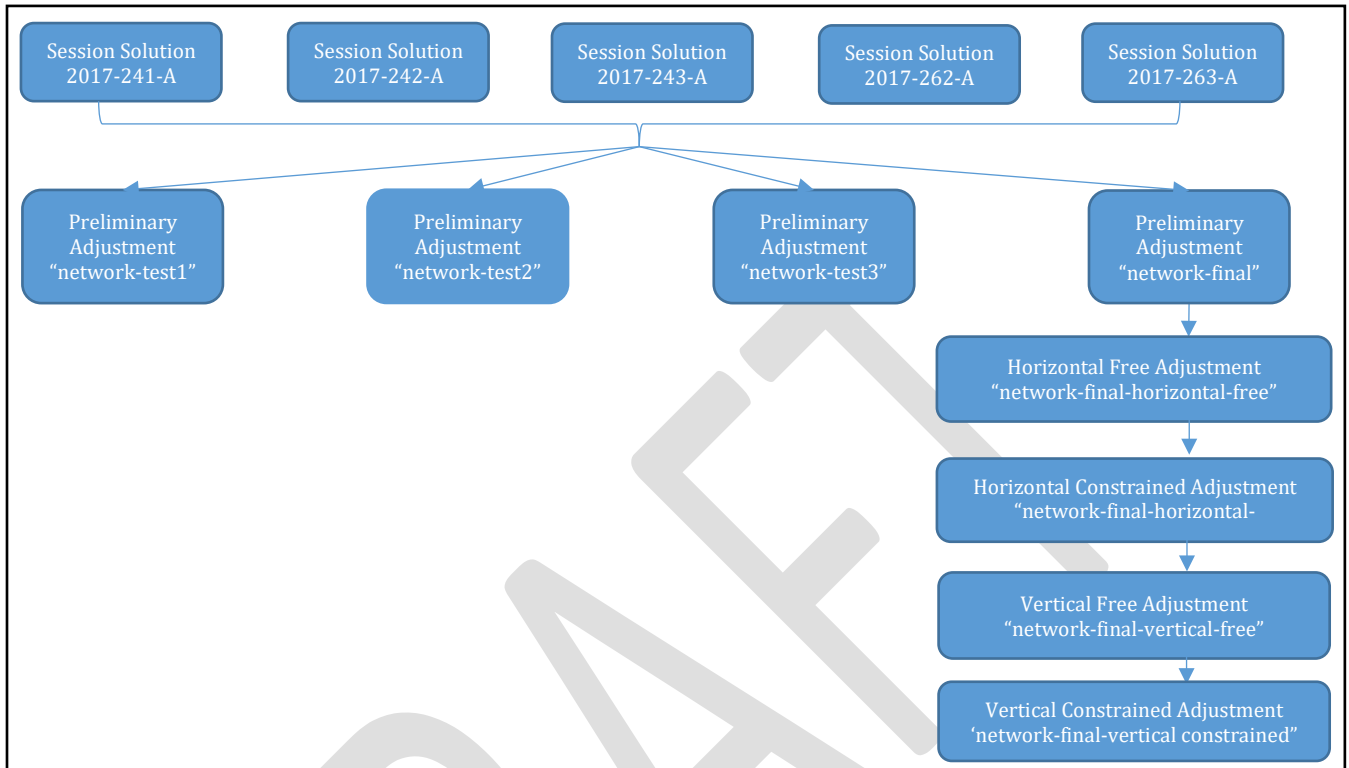 Session Solution
2017-241-A
Session Solution
2017-242-A
Session Solution
2017-243-A
Session Solution
2017-262-A
Session Solution
2017-263-A
Preliminary
Adjustment
“network-test1”
Preliminary
Adjustment
“network-test2”
Preliminary
Adjustment
“network-test3”
Preliminary
Adjustment
“network-final”
Horizontal Free Adjustment
“network-final-horizontal-free”
Horizontal Constrained Adjustment
“network-final-horizontal-
Vertical Free Adjustment
“network-final-vertical-free”
Vertical Constrained Adjustment
‘network-final-vertical constrained”
DRAFT